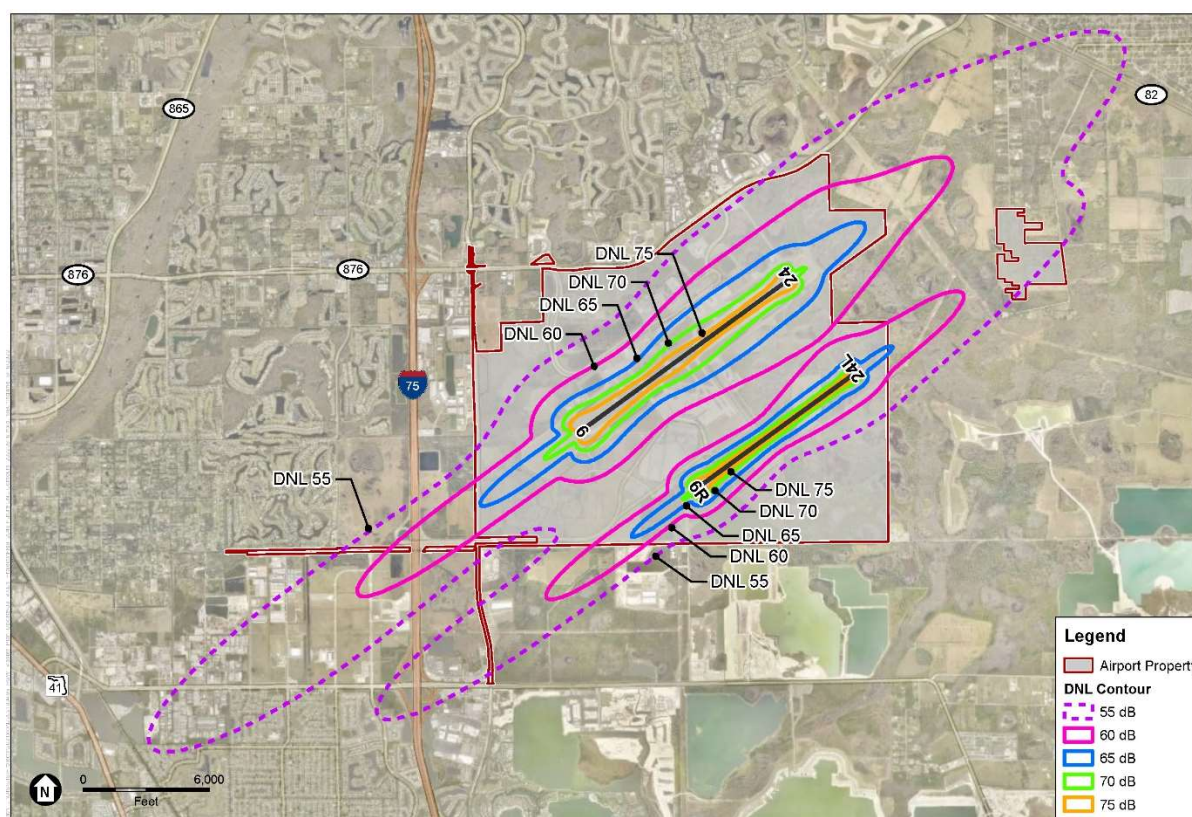 865
82
876
876
DNL 75
DNL 70
DNL 65
DNL 60
24
6
75
24L
6R
DNL 55
DNL 75
DNL 70
DNL 65
DNL 60
DNL 55
41
N
0 6,000
Feet
Legend
Airport Property
DNL Contour
55 dB
60 dB
65 dB
70 dB
75 dB